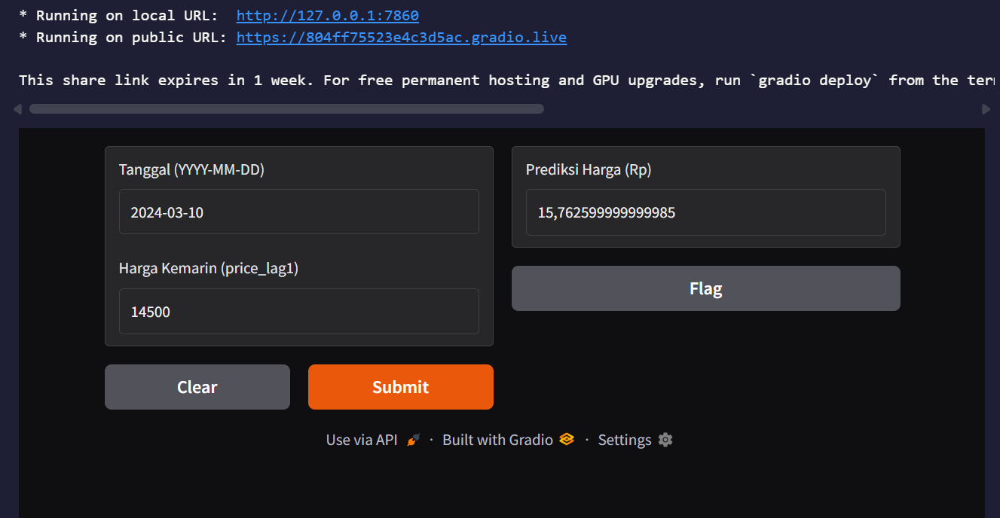 * Running on local URL:  http://127.0.0.1:7860
* Running on public URL: https://804ff75523e4c3d5ac.gradio.live
This share link expires in 1 week. For free permanent hosting and GPU upgrades, run `gradio deploy` from the
Tanggal (YYYY-MM-DD)
2024-03-10
Harga Kemarin (price_lag1)
14500
Clear
Submit
Prediksi Harga (Rp)
15,762599999999985
Flag
Use via API · Built with Gradio · Settings